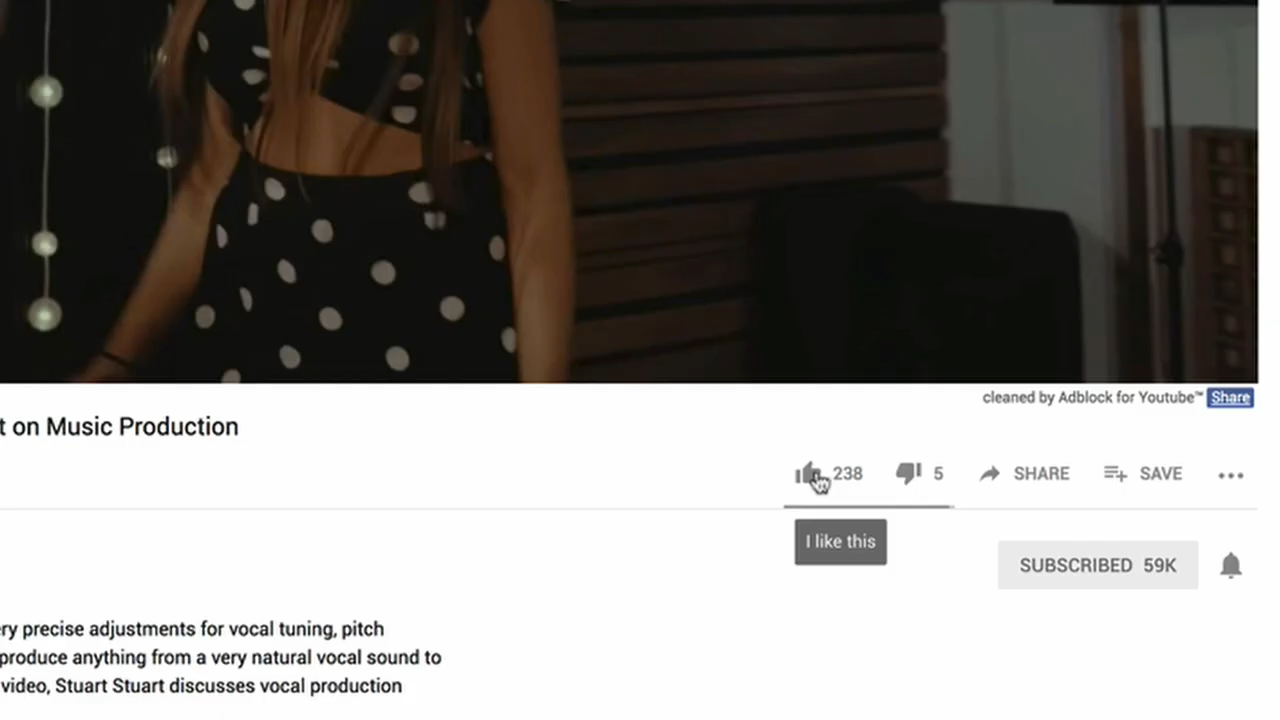 cleaned by Adblock for Youtube™ Share
t on Music Production
238 5 SHARE SAVE
I like this
SUBSCRIBED 59K
ry precise adjustments for vocal tuning, pitch
produce anything from a very natural vocal sound to
video, Stuart Stuart discusses vocal production